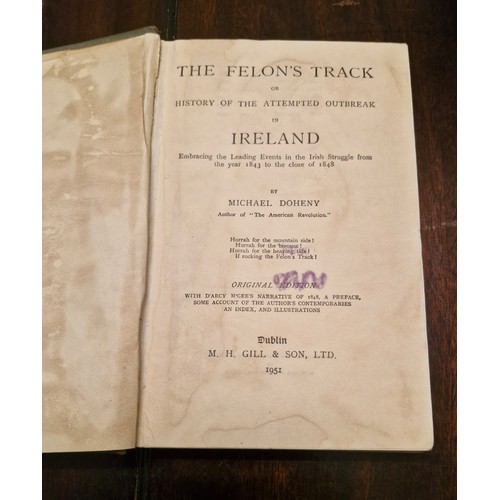 THE FELON'S TRACK
OR
HISTORY OF THE ATTEMPTED OUTBREAK
IN
IRELAND
Embracing the Leading Events in the Irish Struggle from
the year 1843 to the close of 1848
BY
MICHAEL DOHENY
Author of "The American Revolution."
Hurrah for the mountain side!
Hurrah for the bivouac!
Hurrah for the heaving tide!
If rocking the Felon's Track!
ORIGINAL EDITION
WITH D'ARCY M'GEE'S NARRATIVE OF 1848, A PREFACE,
SOME ACCOUNT OF THE AUTHOR'S CONTEMPORARIES
AN INDEX, AND ILLUSTRATIONS
Dublin
M. H. GILL & SON, LTD.
1951